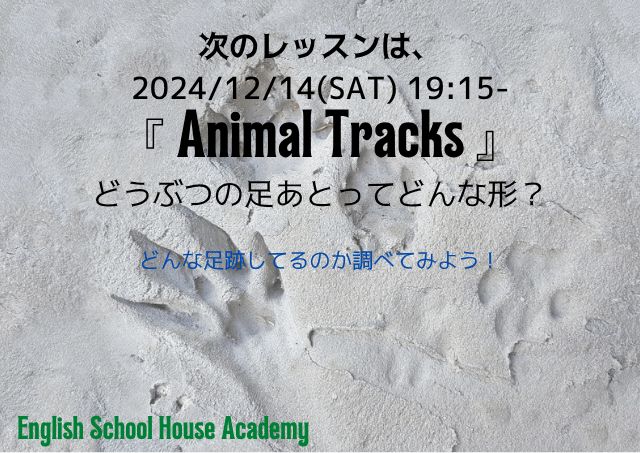 次のレッスンは、
2024/12/14(SAT) 19:15-
『 Animal Tracks 』
どうぶつの足あとってどんな形？
どんな足跡してるのか調べてみよう！
English School House Academy